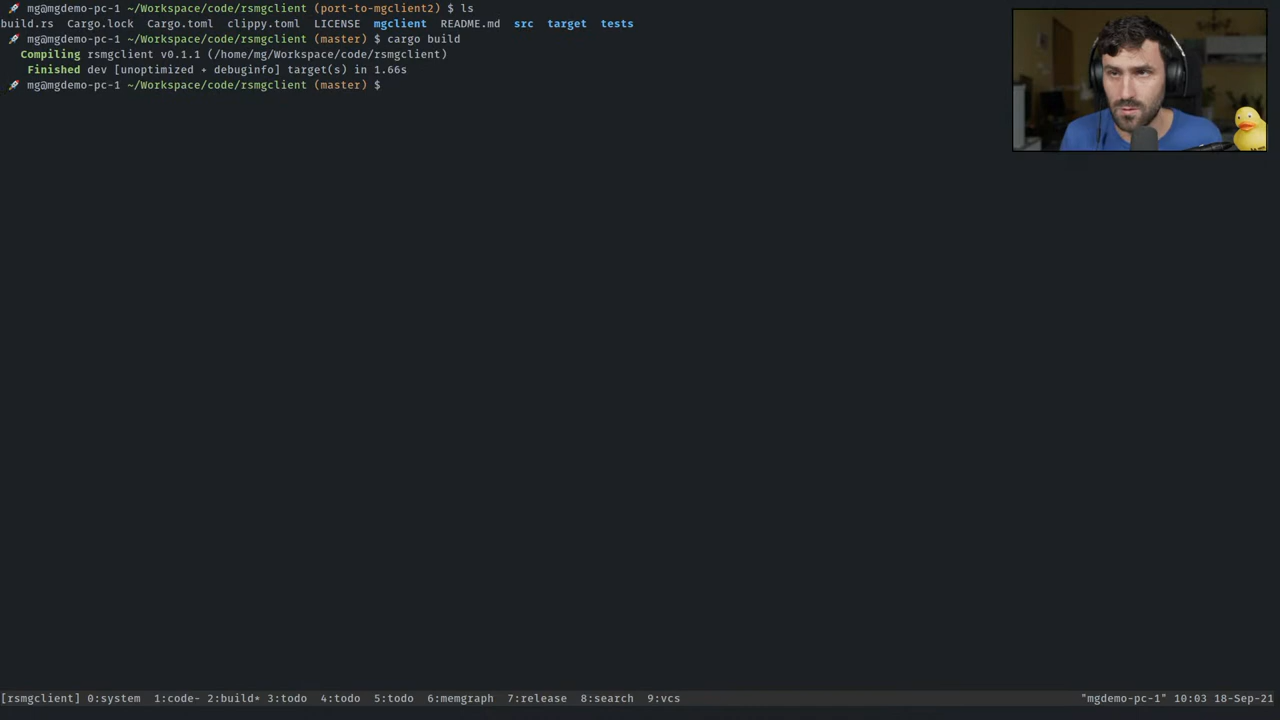 🚀 mg@mgdemo-pc-1 ~/Workspace/code/rsmgclient (port-to-mgclient2) $ ls
build.rs Cargo.lock Cargo.toml clippy.toml LICENSE mgclient README.md src target tests
🚀 mg@mgdemo-pc-1 ~/Workspace/code/rsmgclient (master) $ cargo build
Compiling rsmgclient v0.1.1 (/home/mg/Workspace/code/rsmgclient)
Finished dev [unoptimized + debuginfo] target(s) in 1.66s
🚀 mg@mgdemo-pc-1 ~/Workspace/code/rsmgclient (master) $
[rsmgclient] 0:system 1:code- 2:build* 3:todo 4:todo 5:todo 6:memgraph 7:release 8:search 9:vcs "mgdemo-pc-1" 10:03 18-Sep-21